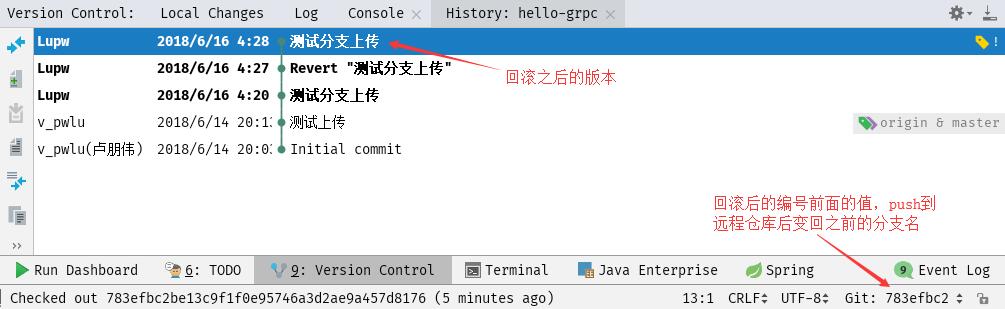 Version Control: Local Changes Log Console × History: hello-grpc ×
Lupw 2018/6/16 4:28 测试分支上传 !
Lupw 2018/6/16 4:27 Revert "测试分支上传"
回滚之后的版本
Lupw 2018/6/16 4:20 测试分支上传
v_pwlu 2018/6/14 20:1 测试上传 origin & master
v_pwlu(卢朋伟) 2018/6/14 20:0 Initial commit
回滚后的编号前面的值，push到
远程仓库后变回之前的分支名
Run Dashboard 6: TODO 9: Version Control Terminal Java Enterprise Spring 9 Event Log
Checked out 783efbc2be13c9f1f0e95746a3d2ae9a457d8176 (5 minutes ago) 13:1 CRLF UTF-8 Git: 783efbc2